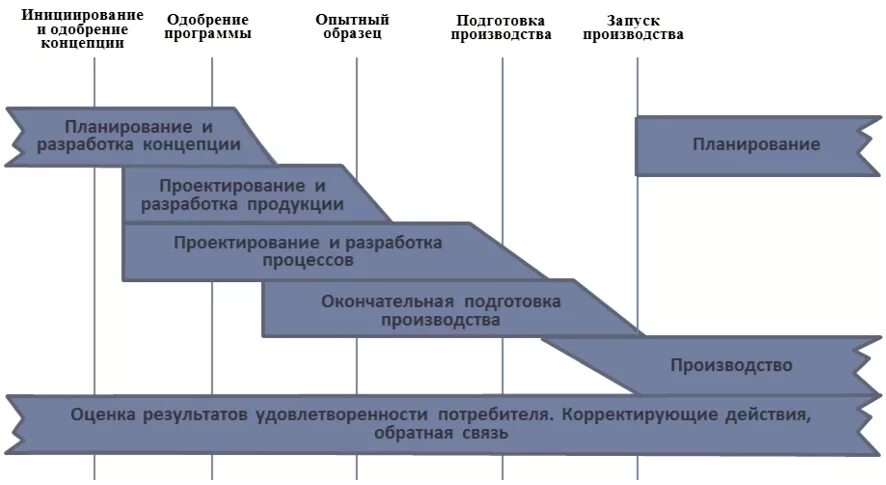 Инициирование
и одобрение
концепции
Одобрение
программы
Опытный
образец
Подготовка
производства
Запуск
производства
Планирование и
разработка концепции
Планирование
Проектирование и
разработка продукции
Проектирование и разработка
процессов
Окончательная подготовка
производства
Производство
Оценка результатов удовлетворенности потребителя. Корректирующие действия,
обратная связь